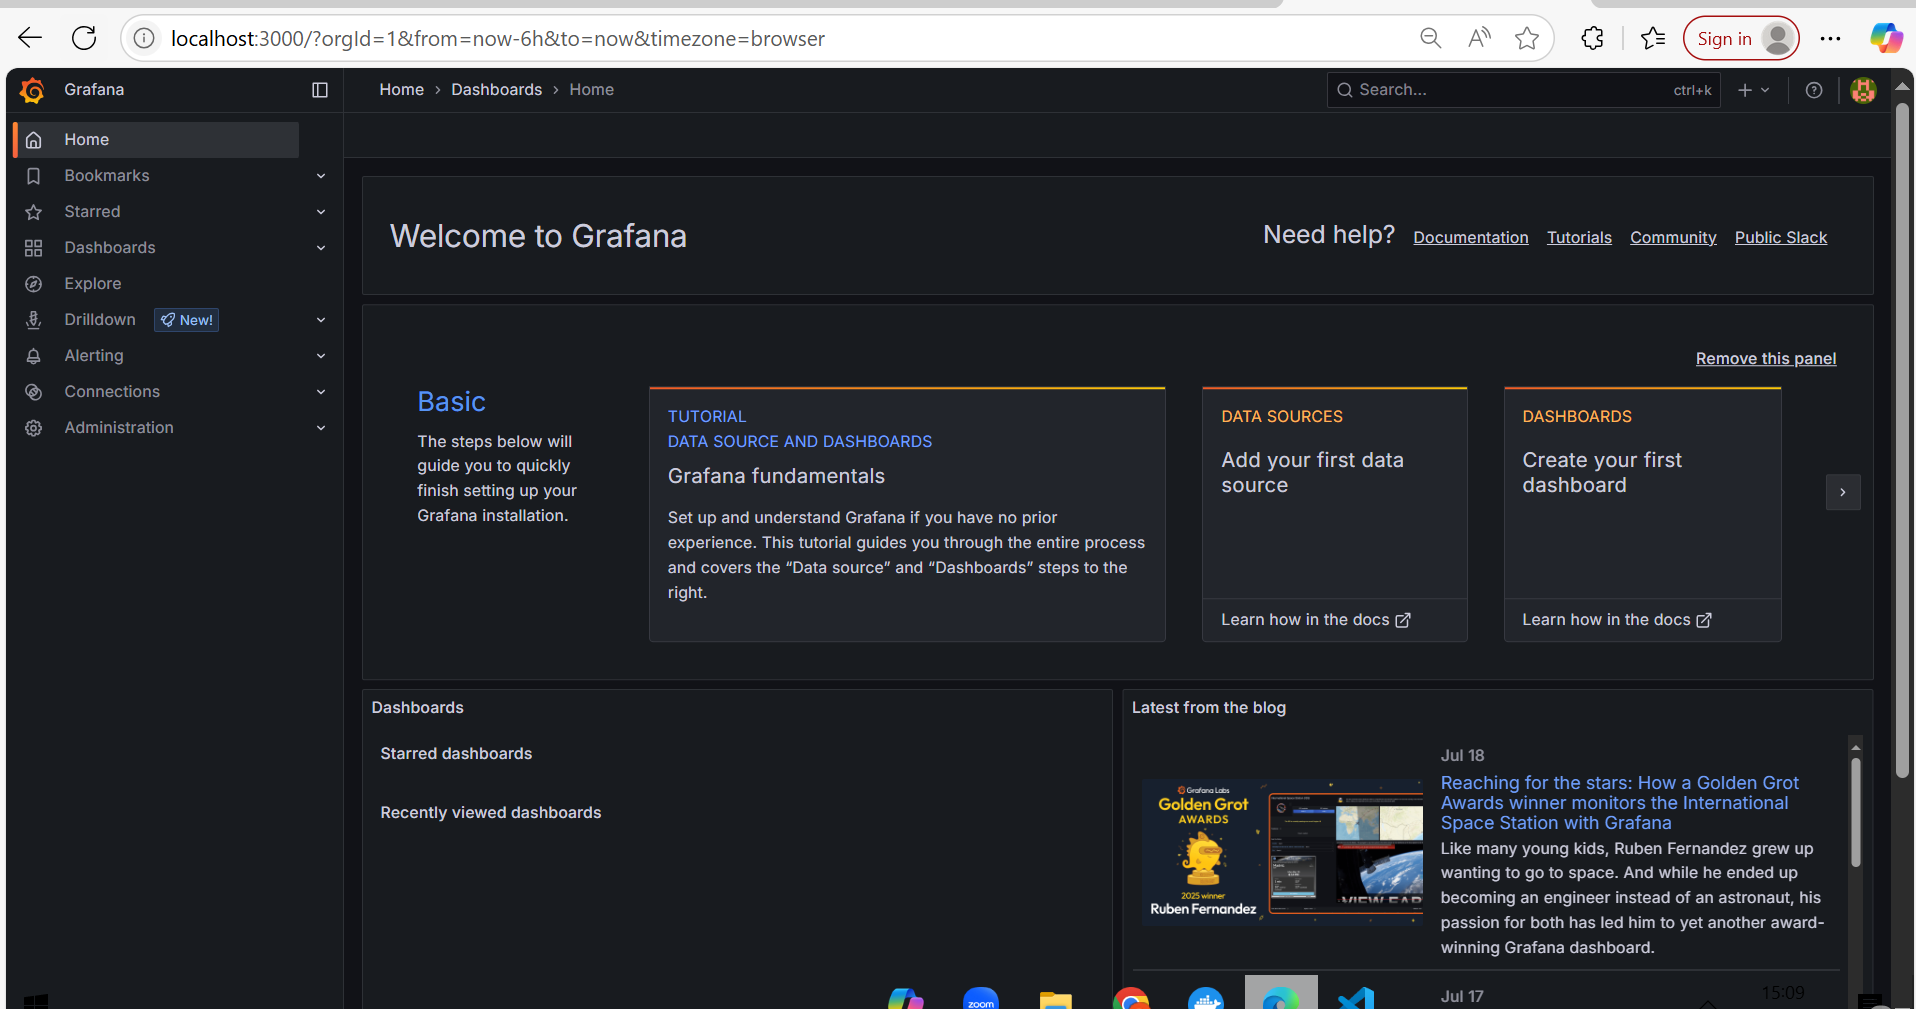 localhost:3000/?orgId=1&from=now-6h&to=now&timezone=browser
Sign in
Grafana
Home › Dashboards › Home
Search...
ctrl+k
Home
Bookmarks
Starred
Dashboards
Explore
Drilldown
New!
Alerting
Connections
Administration
Welcome to Grafana
Need help?
Documentation
Tutorials
Community
Public Slack
Remove this panel
Basic
The steps below will
guide you to quickly
finish setting up your
Grafana installation.
TUTORIAL
DATA SOURCE AND DASHBOARDS
Grafana fundamentals
Set up and understand Grafana if you have no prior
experience. This tutorial guides you through the entire process
and covers the “Data source” and “Dashboards” steps to the
right.
DATA SOURCES
Add your first data
source
Learn how in the docs
DASHBOARDS
Create your first
dashboard
Learn how in the docs
Dashboards
Starred dashboards
Recently viewed dashboards
Latest from the blog
Grafana Labs
Golden Grot
AWARDS
2025 winner
Ruben Fernandez
Jul 18
Reaching for the stars: How a Golden Grot
Awards winner monitors the International
Space Station with Grafana
Like many young kids, Ruben Fernandez grew up
wanting to go to space. And while he ended up
becoming an engineer instead of an astronaut, his
passion for both has led him to yet another award-
winning Grafana dashboard.
Jul 17
zoom
15:09